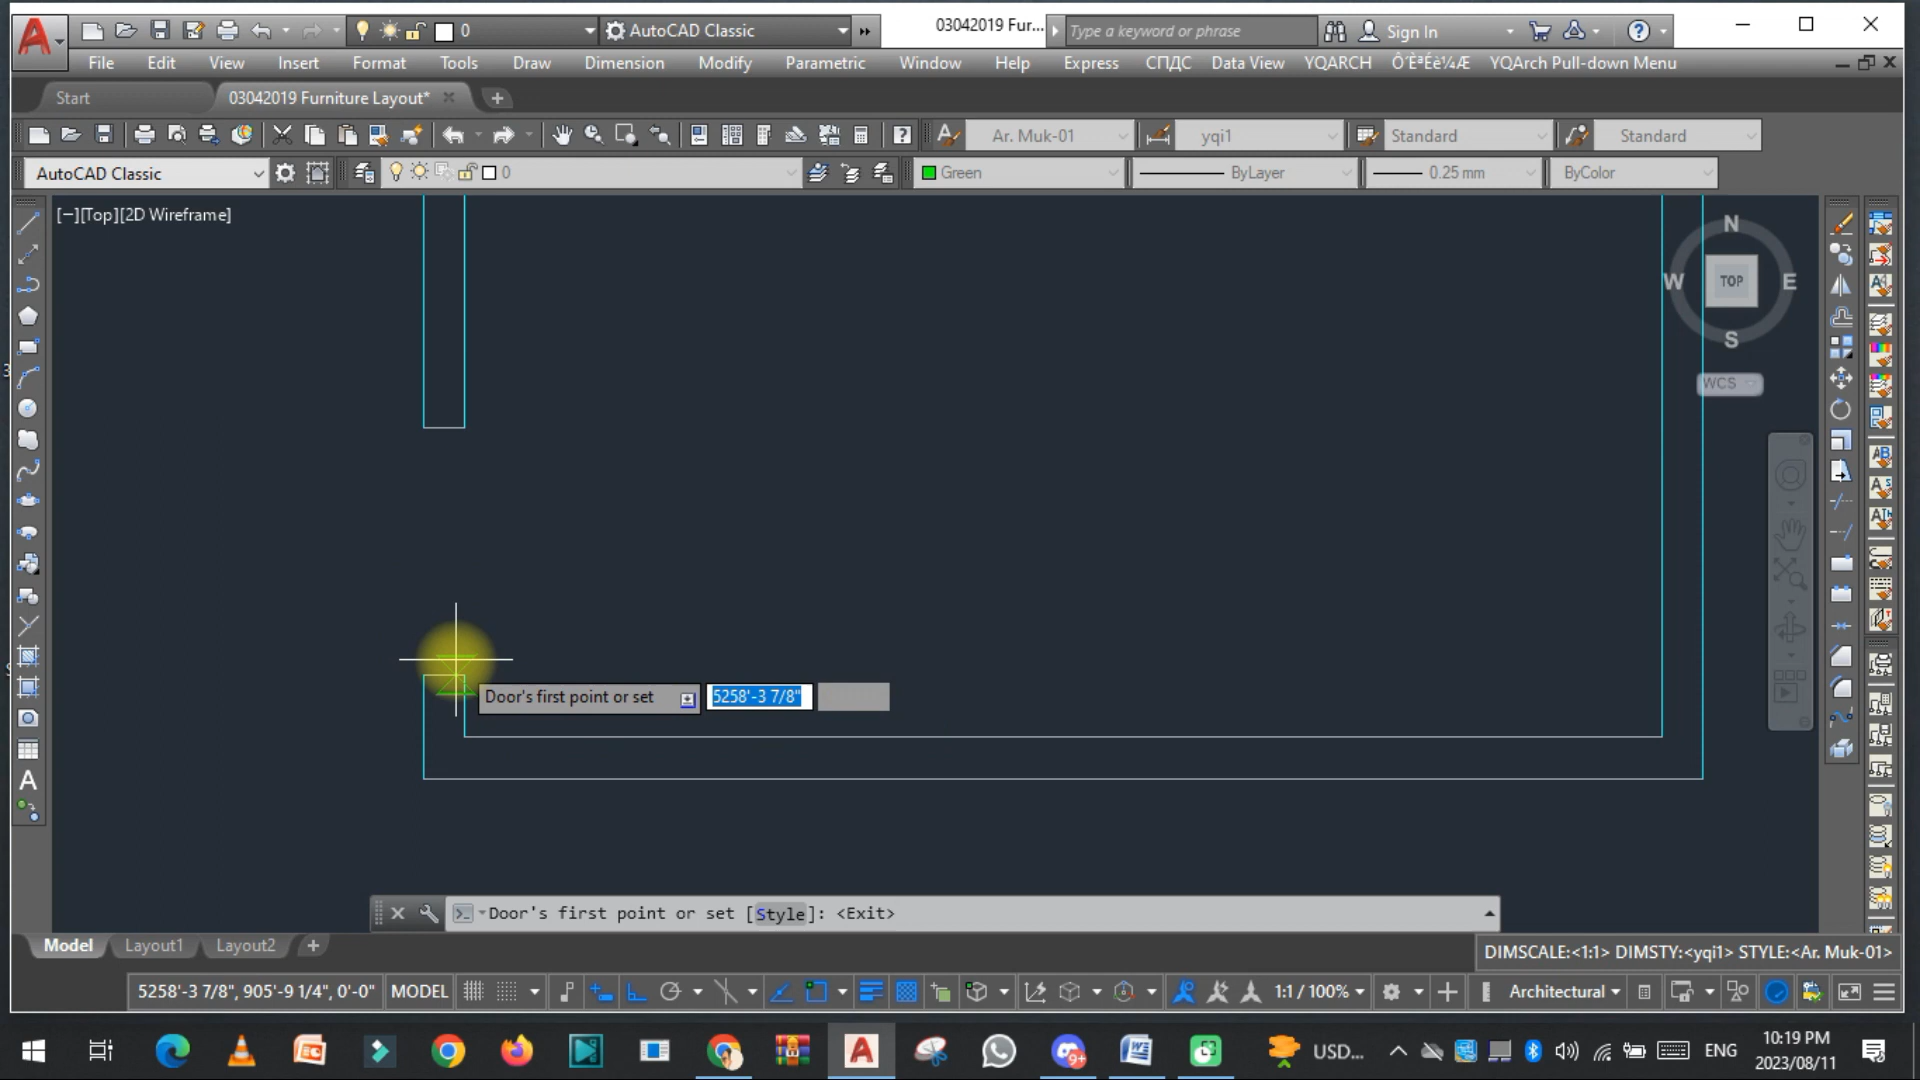 0
AutoCAD Classic
03042019 Fur...
Type a keyword or phrase
Sign In
File Edit View Insert Format Tools Draw Dimension Modify Parametric Window Help Express СПДС Data View YQARCH Ô´È*Éè¼Æ YQArch Pull-down Menu
Start
03042019 Furniture Layout*
Ar. Muk-01
yqi1
Standard
Standard
AutoCAD Classic
0
Green
ByLayer
0.25 mm
ByColor
[−][Top][2D Wireframe]
N
W
TOP
E
S
WCS
Door's first point or set
5258'-3 7/8"
Door's first point or set [Style]: <Exit>
Model
Layout1
Layout2
DIMSCALE:<1:1> DIMSTY:<yqi1> STYLE:<Ar. Muk-01>
5258'-3 7/8", 905'-9 1/4", 0'-0"
MODEL
1:1 / 100%
Architectural
USD...
ENG
10:19 PM
2023/08/11